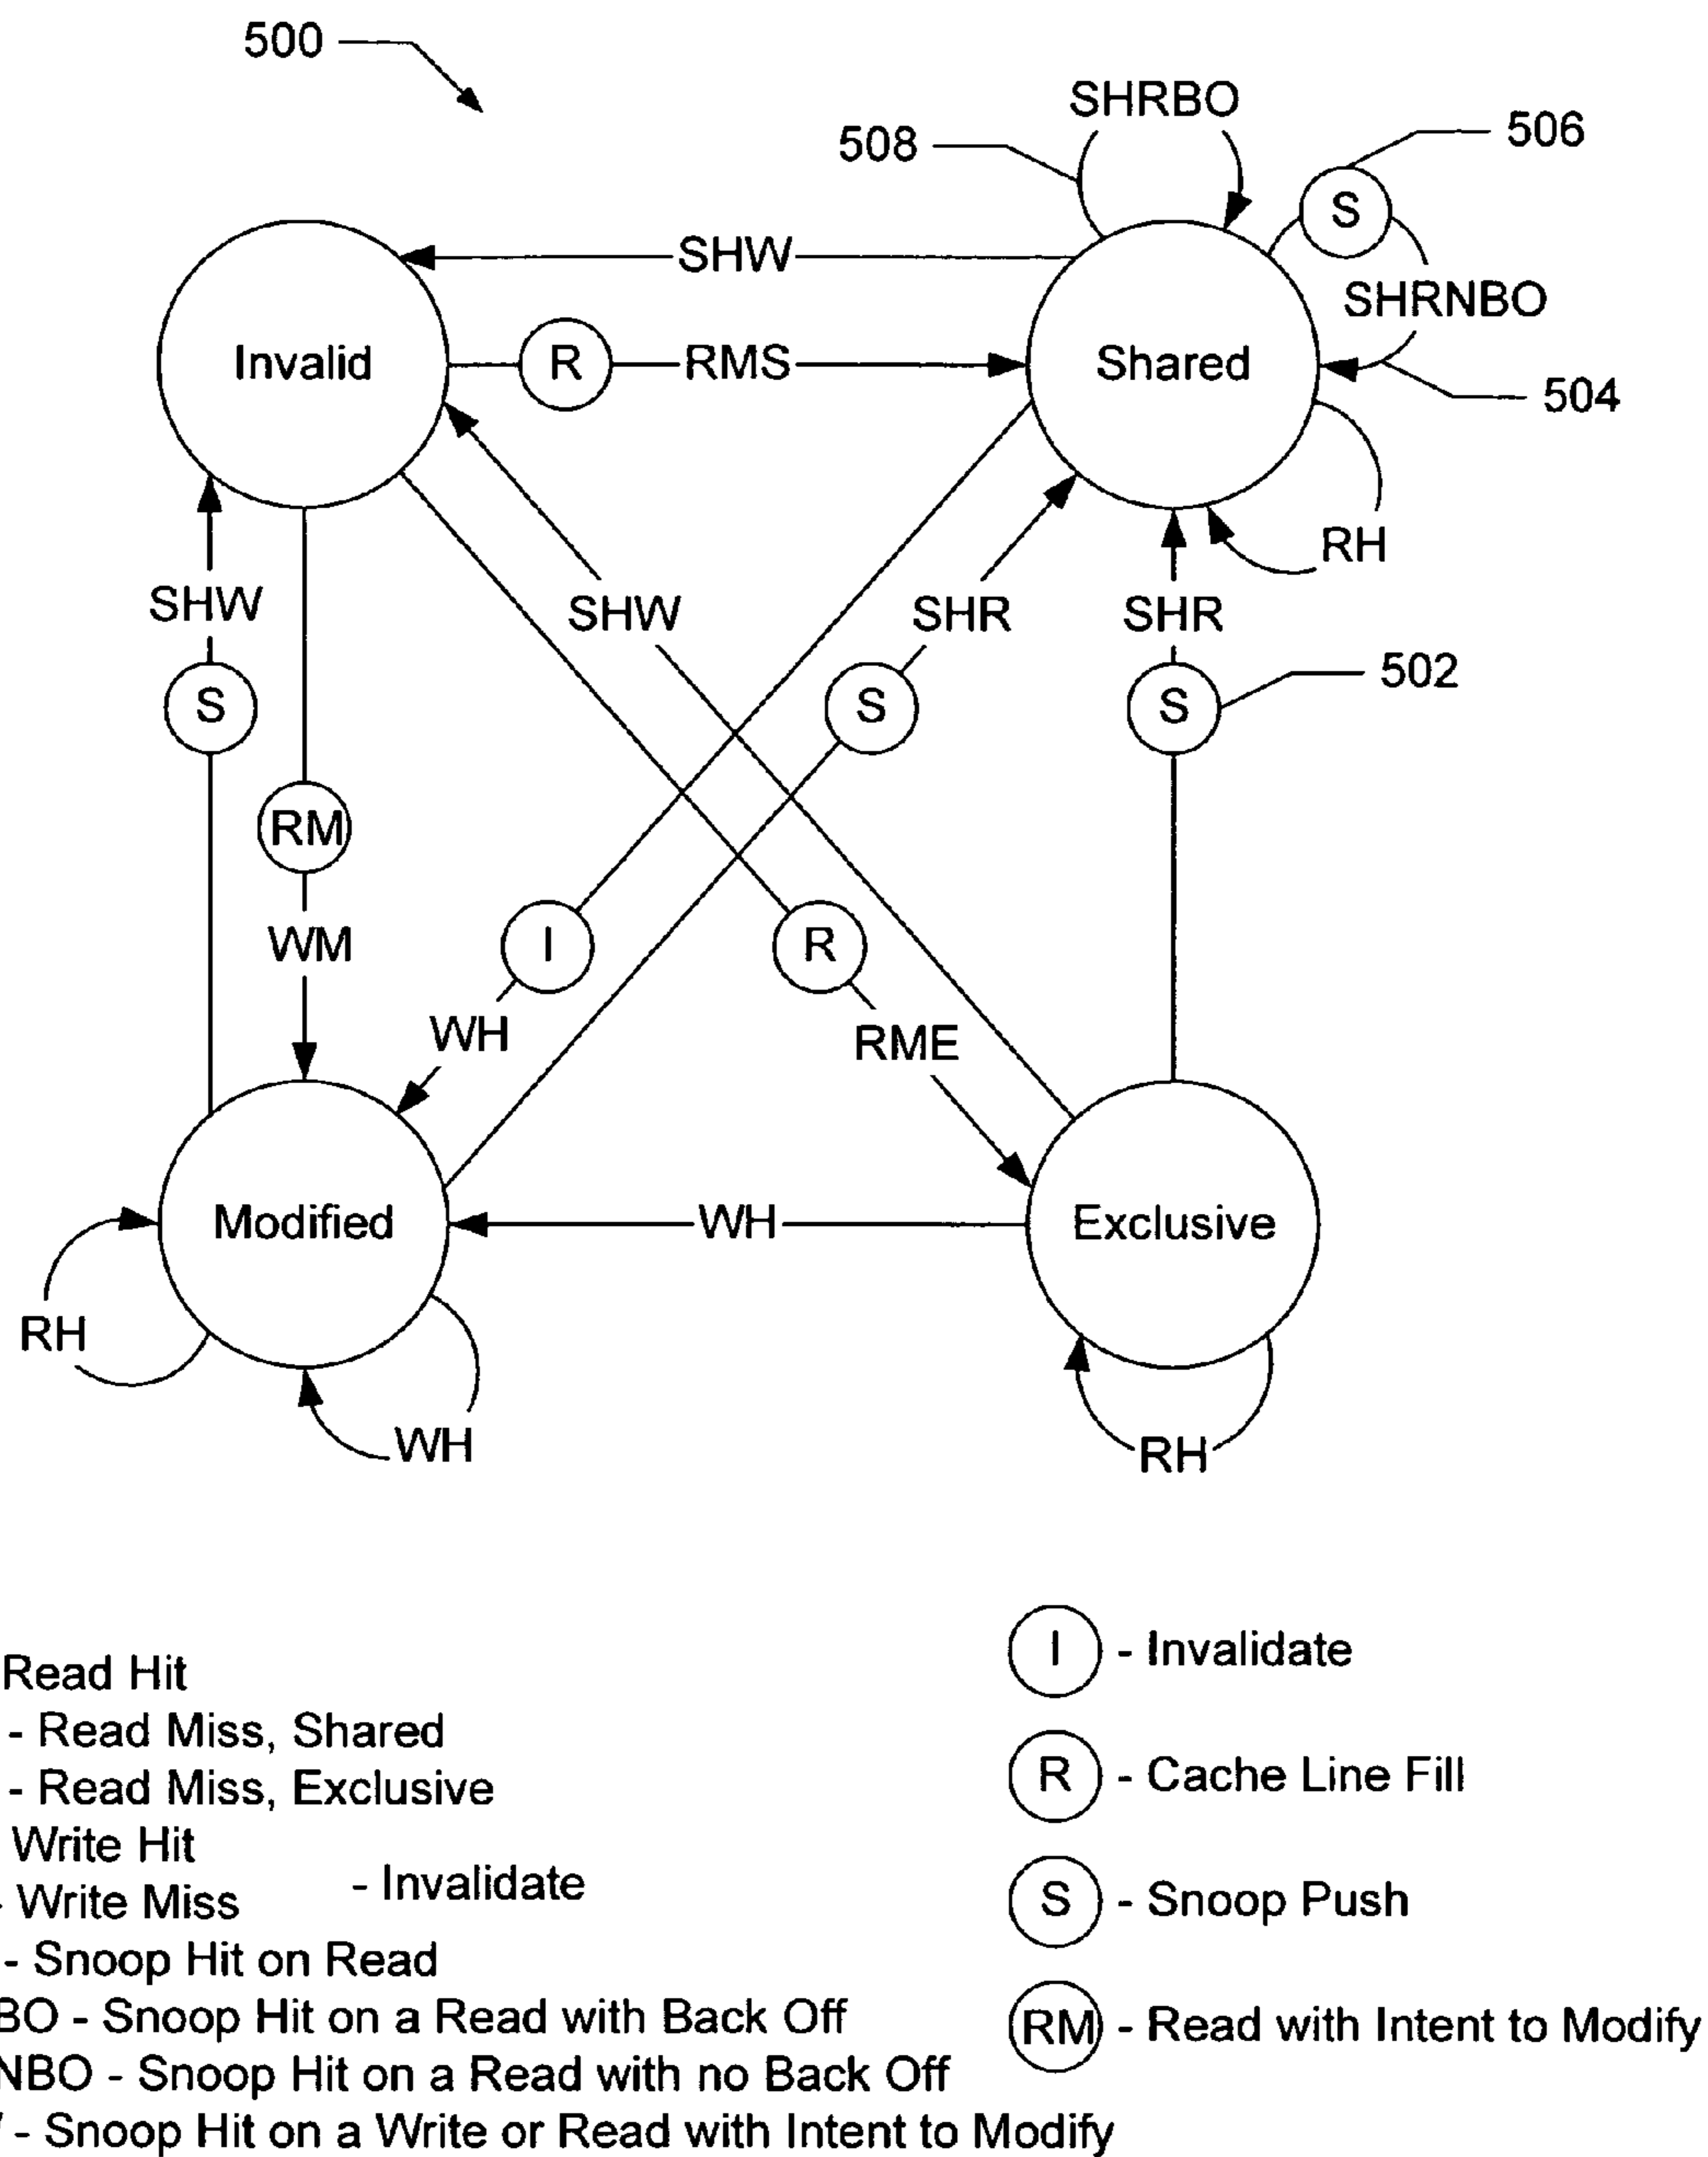 500
SHRBO
508
506
S
SHW
SHRNBO
Invalid
R
RMS
Shared
504
RH
SHW
SHW
SHR
SHR
502
S
S
S
RM
WM
I
R
WH
RME
Modified
WH
Exclusive
RH
WH
RH
Read Hit
- Read Miss, Shared
- Read Miss, Exclusive
Write Hit
- Write Miss
- Invalidate
- Snoop Hit on Read
BO - Snoop Hit on a Read with Back Off
NBO - Snoop Hit on a Read with no Back Off
- Snoop Hit on a Write or Read with Intent to Modify
I - Invalidate
R - Cache Line Fill
S - Snoop Push
RM - Read with Intent to Modify